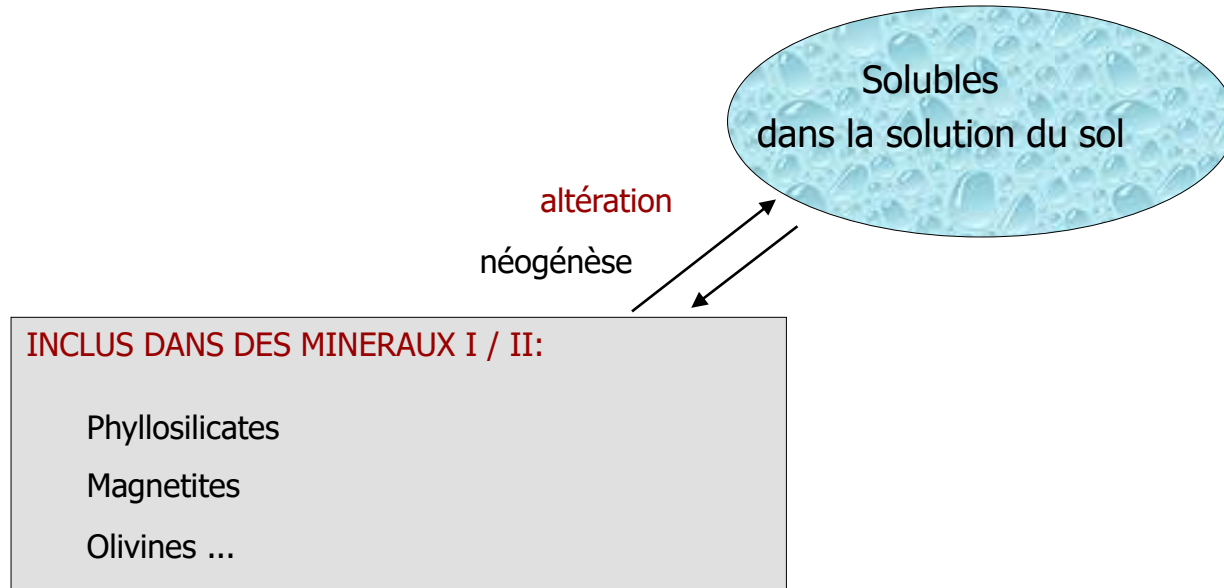 Solubles
dans la solution du sol
altération
néogénèse
INCLUS DANS DES MINERAUX I / II:
Phyllosilicates
Magnetites
Olivines ...